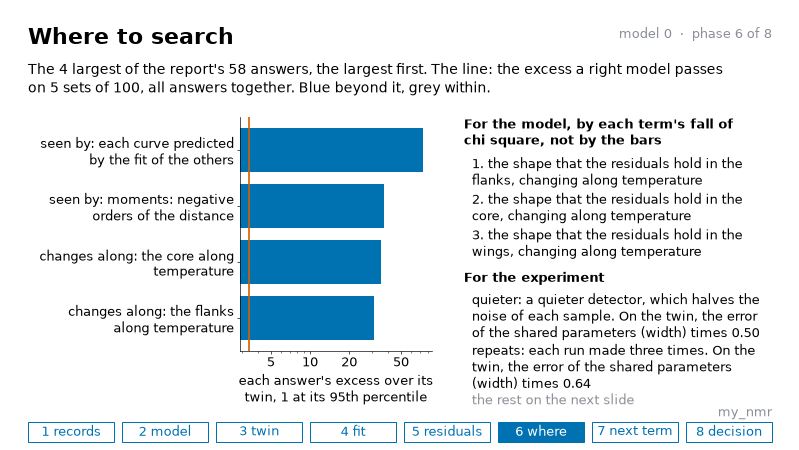 Where to search
model 0 · phase 6 of 8
The 4 largest of the report's 58 answers, the largest first. The line: the excess a right model passes
on 5 sets of 100, all answers together. Blue beyond it, grey within.
seen by: each curve predicted
by the fit of the others
seen by: moments: negative
orders of the distance
changes along: the core along
temperature
changes along: the flanks
along temperature
5 10 20 50
each answer's excess over its
twin, 1 at its 95th percentile
For the model, by each term's fall of
chi square, not by the bars
1. the shape that the residuals hold in the
flanks, changing along temperature
2. the shape that the residuals hold in the
core, changing along temperature
3. the shape that the residuals hold in the
wings, changing along temperature
For the experiment
quieter: a quieter detector, which halves the
noise of each sample. On the twin, the error
of the shared parameters (width) times 0.50
repeats: each run made three times. On the
twin, the error of the shared parameters
(width) times 0.64
the rest on the next slide
my_nmr
1 records
2 model
3 twin
4 fit
5 residuals
6 where
7 next term
8 decision